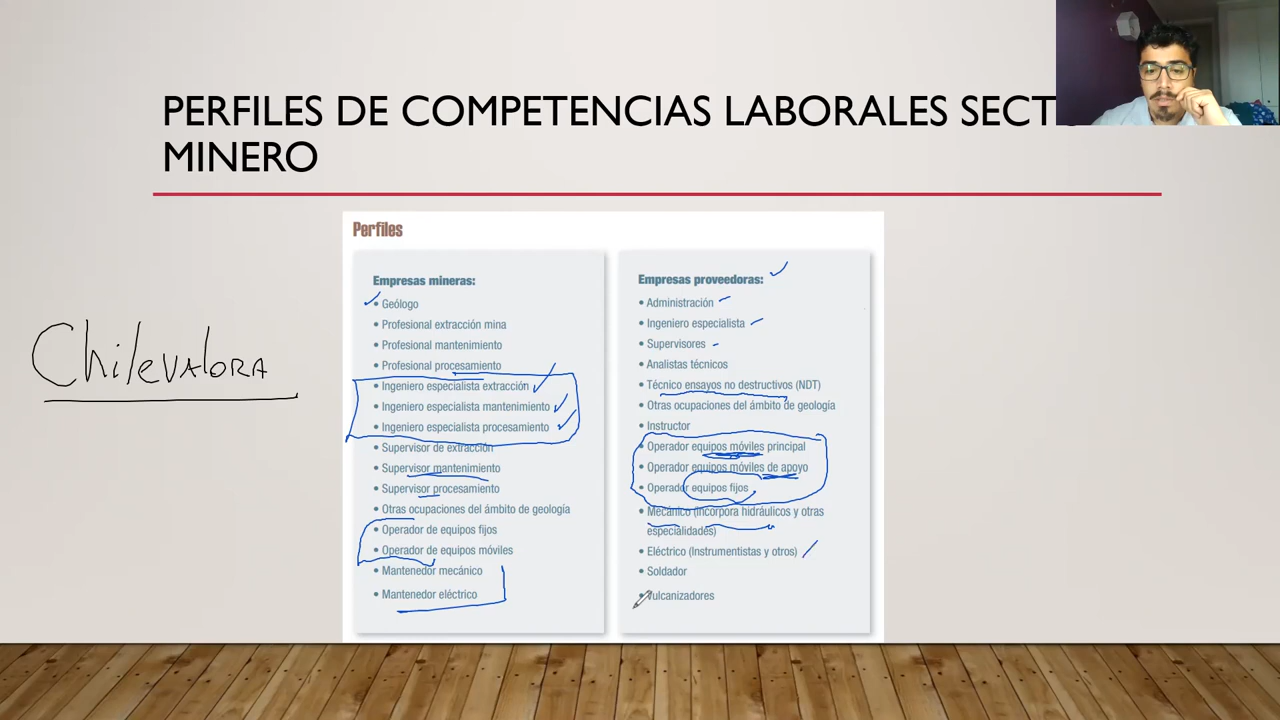 PERFILES DE COMPETENCIAS LABORALES SECTO
MINERO
Perfiles
Empresas mineras:
• Geólogo
• Profesional extracción mina
• Profesional mantenimiento
• Profesional procesamiento
• Ingeniero especialista extracción
• Ingeniero especialista mantenimiento
• Ingeniero especialista procesamiento
• Supervisor de extracción
• Supervisor mantenimiento
• Supervisor procesamiento
• Otras ocupaciones del ámbito de geología
• Operador de equipos fijos
• Operador de equipos móviles
• Mantenedor mecánico
• Mantenedor eléctrico
Empresas proveedoras:
• Administración
• Ingeniero especialista
• Supervisores
• Analistas técnicos
• Técnico ensayos no destructivos (NDT)
• Otras ocupaciones del ámbito de geología
• Instructor
• Operador equipos móviles principal
• Operador equipos móviles de apoyo
• Operador equipos fijos
• Mecánico (incorpora hidráulicos y otras
especialidades)
• Eléctrico (Instrumentistas y otros)
• Soldador
• Vulcanizadores
Chilevalora